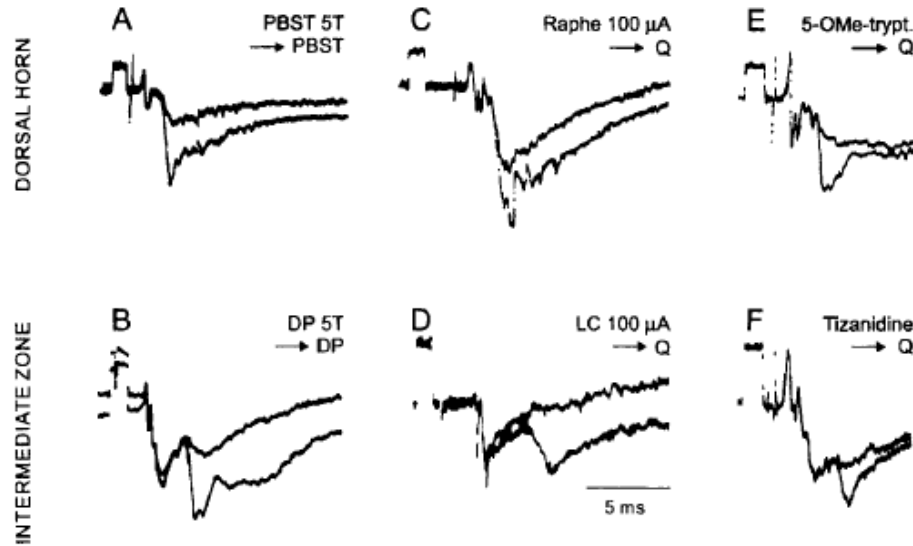 DORSAL HORN
A
PBST 5T
→ PBST
C
Raphe 100 µA
→ Q
E
5-OMe-trypt.
→ Q
INTERMEDIATE ZONE
B
DP 5T
→ DP
D
LC 100 µA
→ Q
5 ms
F
Tizanidine
→ Q